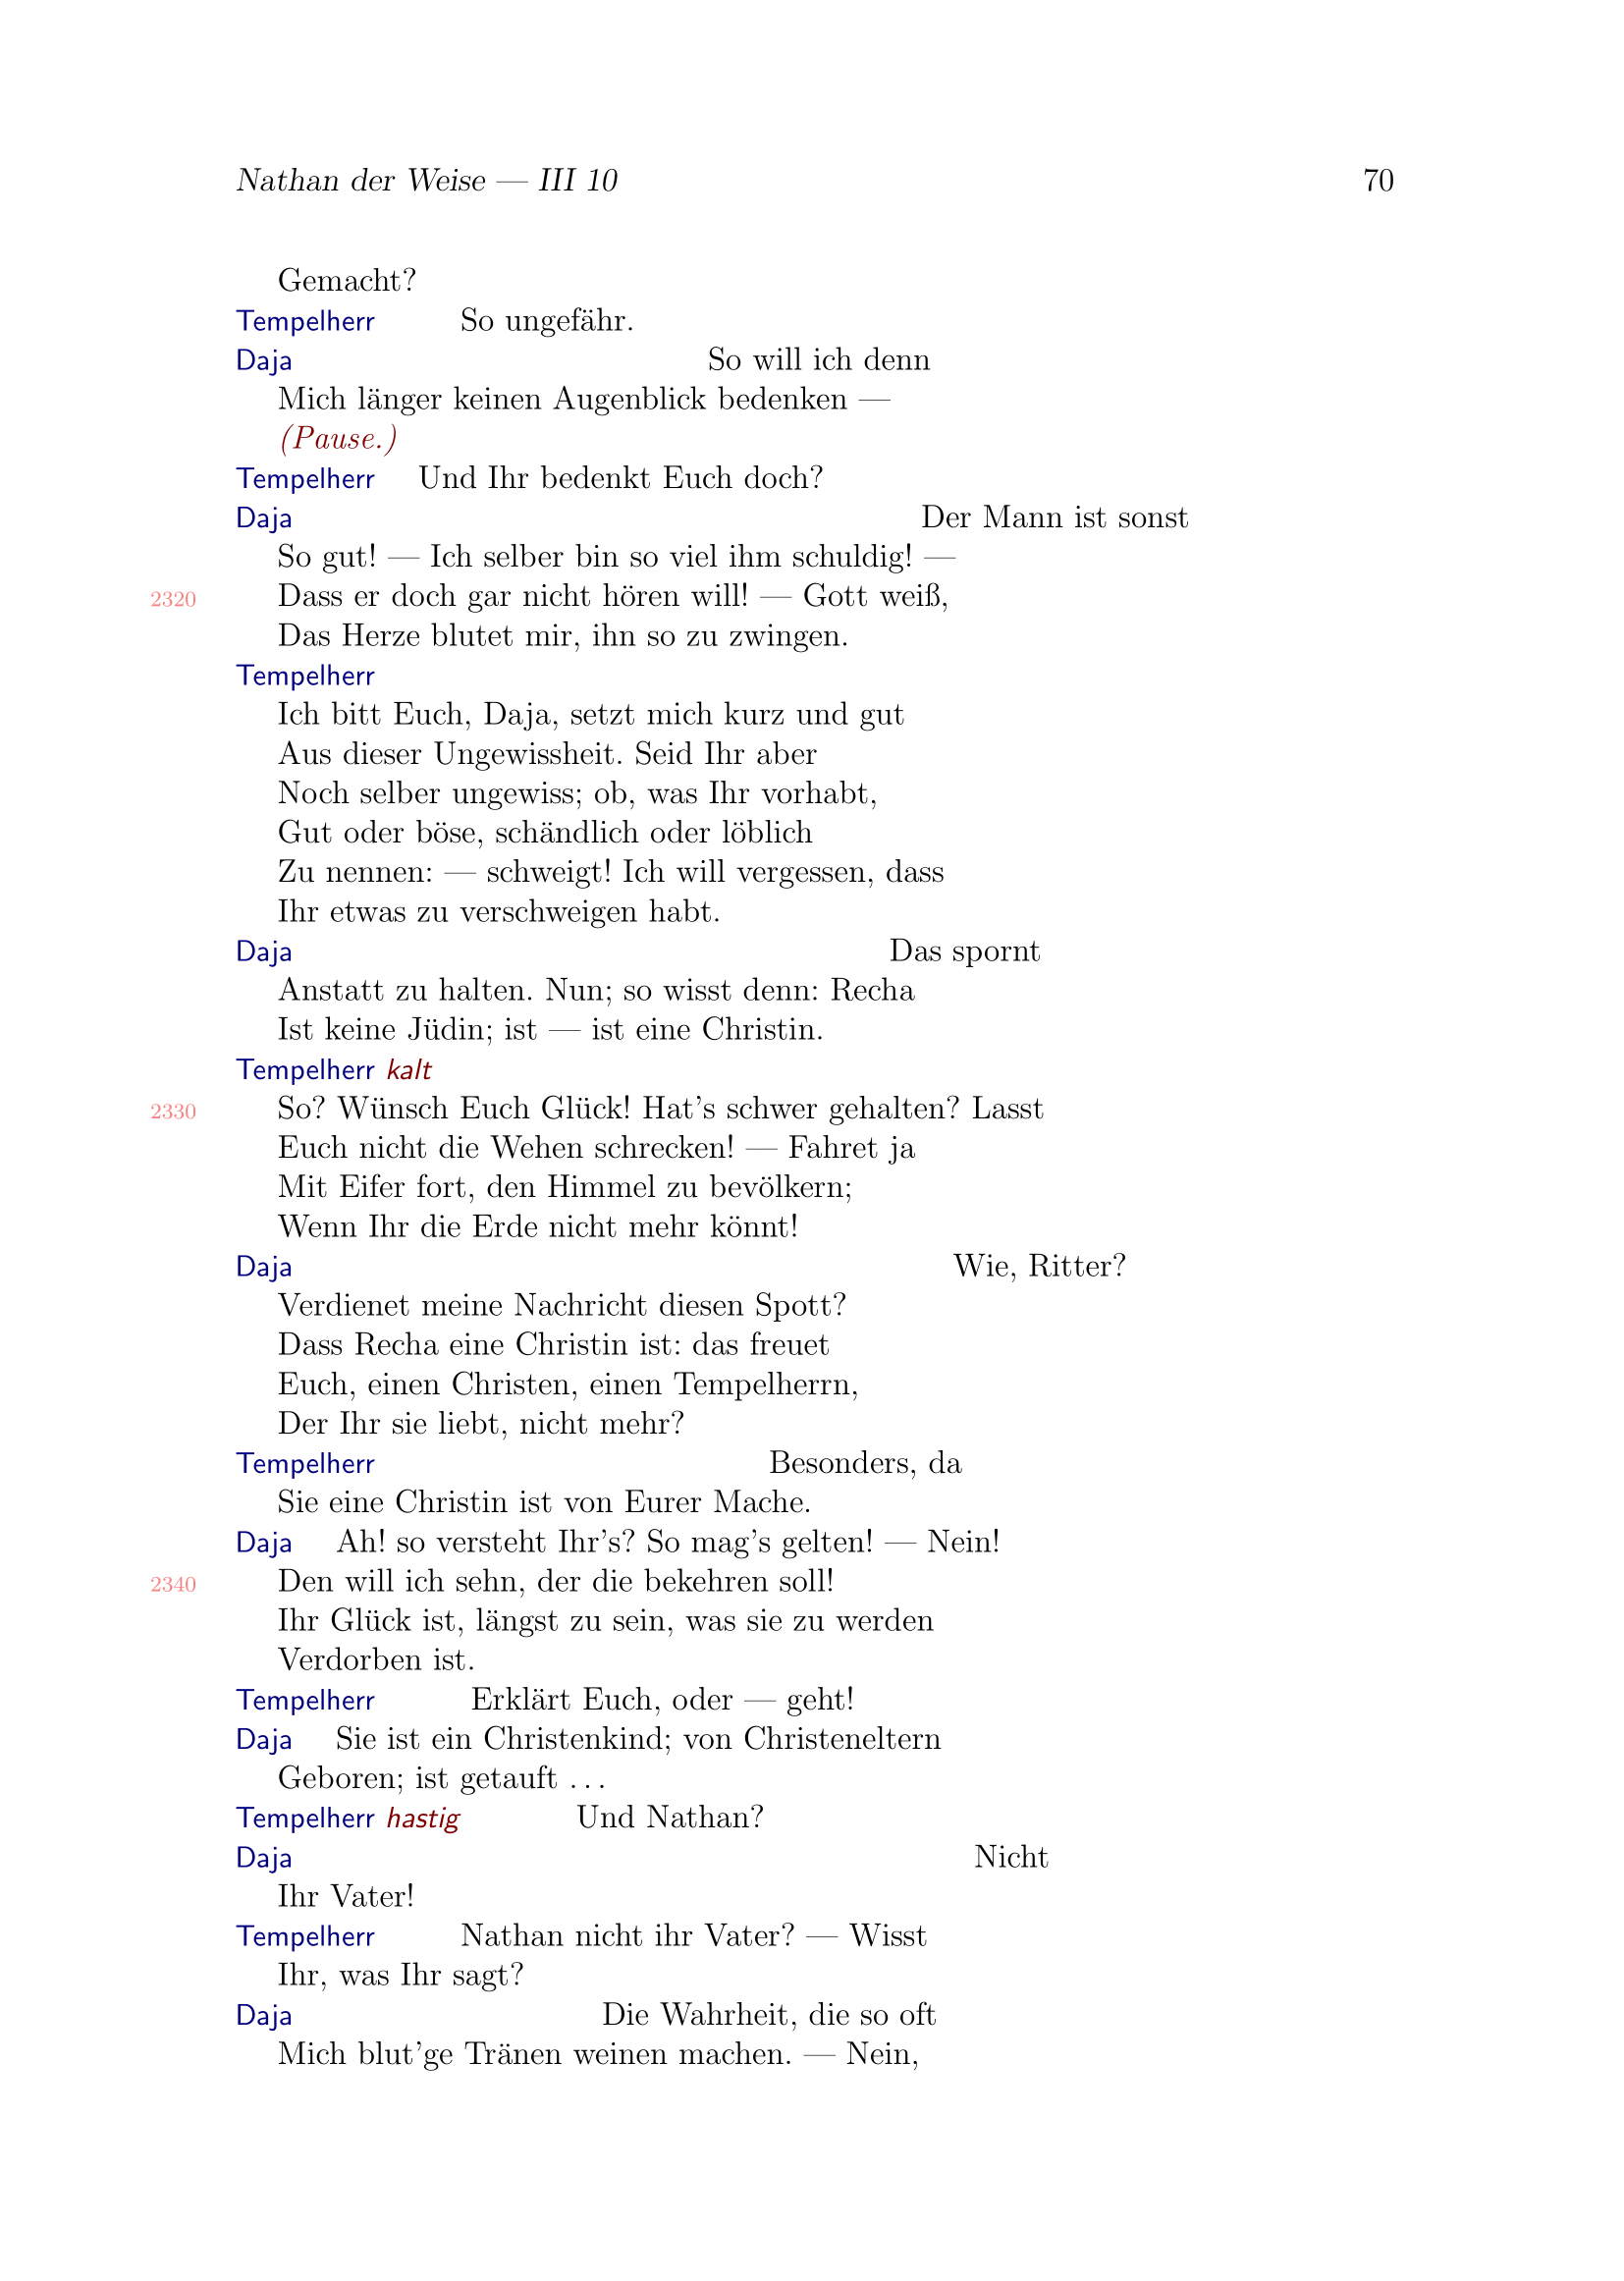 Nathan der Weise — III 10 70
Gemacht?
Tempelherr So ungefähr.
Daja So will ich denn
Mich länger keinen Augenblick bedenken —
(Pause.)
Tempelherr Und Ihr bedenkt Euch doch?
Daja Der Mann ist sonst
So gut! — Ich selber bin so viel ihm schuldig! —
2320 Dass er doch gar nicht hören will! — Gott weiß,
Das Herze blutet mir, ihn so zu zwingen.
Tempelherr
Ich bitt Euch, Daja, setzt mich kurz und gut
Aus dieser Ungewissheit. Seid Ihr aber
Noch selber ungewiss; ob, was Ihr vorhabt,
Gut oder böse, schändlich oder löblich
Zu nennen: — schweigt! Ich will vergessen, dass
Ihr etwas zu verschweigen habt.
Daja Das spornt
Anstatt zu halten. Nun; so wisst denn: Recha
Ist keine Jüdin; ist — ist eine Christin.
Tempelherr kalt
2330 So? Wünsch Euch Glück! Hat's schwer gehalten? Lasst
Euch nicht die Wehen schrecken! — Fahret ja
Mit Eifer fort, den Himmel zu bevölkern;
Wenn Ihr die Erde nicht mehr könnt!
Daja Wie, Ritter?
Verdienet meine Nachricht diesen Spott?
Dass Recha eine Christin ist: das freuet
Euch, einen Christen, einen Tempelherrn,
Der Ihr sie liebt, nicht mehr?
Tempelherr Besonders, da
Sie eine Christin ist von Eurer Mache.
Daja Ah! so versteht Ihr's? So mag's gelten! — Nein!
2340 Den will ich sehn, der die bekehren soll!
Ihr Glück ist, längst zu sein, was sie zu werden
Verdorben ist.
Tempelherr Erklärt Euch, oder — geht!
Daja Sie ist ein Christenkind; von Christeneltern
Geboren; ist getauft …
Tempelherr hastig Und Nathan?
Daja Nicht
Ihr Vater!
Tempelherr Nathan nicht ihr Vater? — Wisst
Ihr, was Ihr sagt?
Daja Die Wahrheit, die so oft
Mich blut'ge Tränen weinen machen. — Nein,